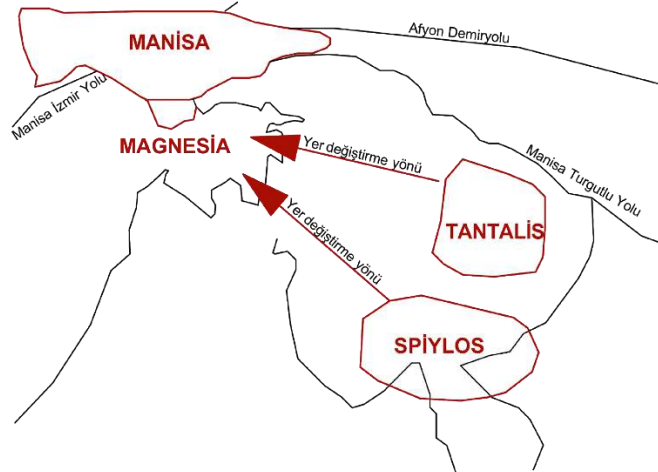 MANİSA
Afyon Demiryolu
Manisa İzmir Yolu
MAGNESİA
Yer değiştirme yönü
Manisa Turgutlu Yolu
TANTALİS
Yer değiştirme yönü
SPİYLOS